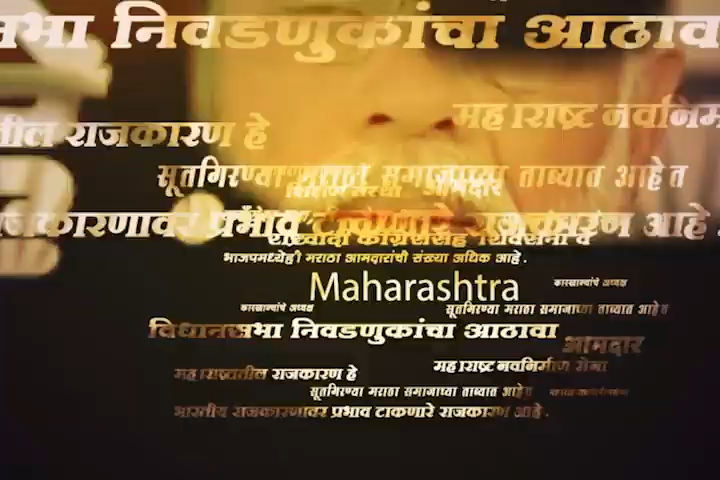 निवडणुकांचा आठाव
महाराष्ट्र नवनिर्म
तील राजकारण हे
सूतगिरण्या मराठा समाजाच्या ताब्यात आहेत
आमदार
कारणावर प्रभाव टाकणारे राजकारण आहे .
राष्ट्रवादी काँग्रेससह शिवसेना व
भाजपमध्येही मराठा आमदारांची संख्या अधिक आहे .
Maharashtra
कारखान्यांचे अध्यक्ष
कारखान्यांचे अध्यक्ष
सूतगिरण्या मराठा समाजाच्या ताब्यात आहेत
विधानसभा निवडणुकांचा आठावा
आमदार
महाराष्ट्र नवनिर्माण सेना
महाराष्ट्रातील राजकारण हे
सूतगिरण्या मराठा समाजाच्या ताब्यात आहेत
भारतीय राजकारणावर प्रभाव टाकणारे राजकारण आहे .